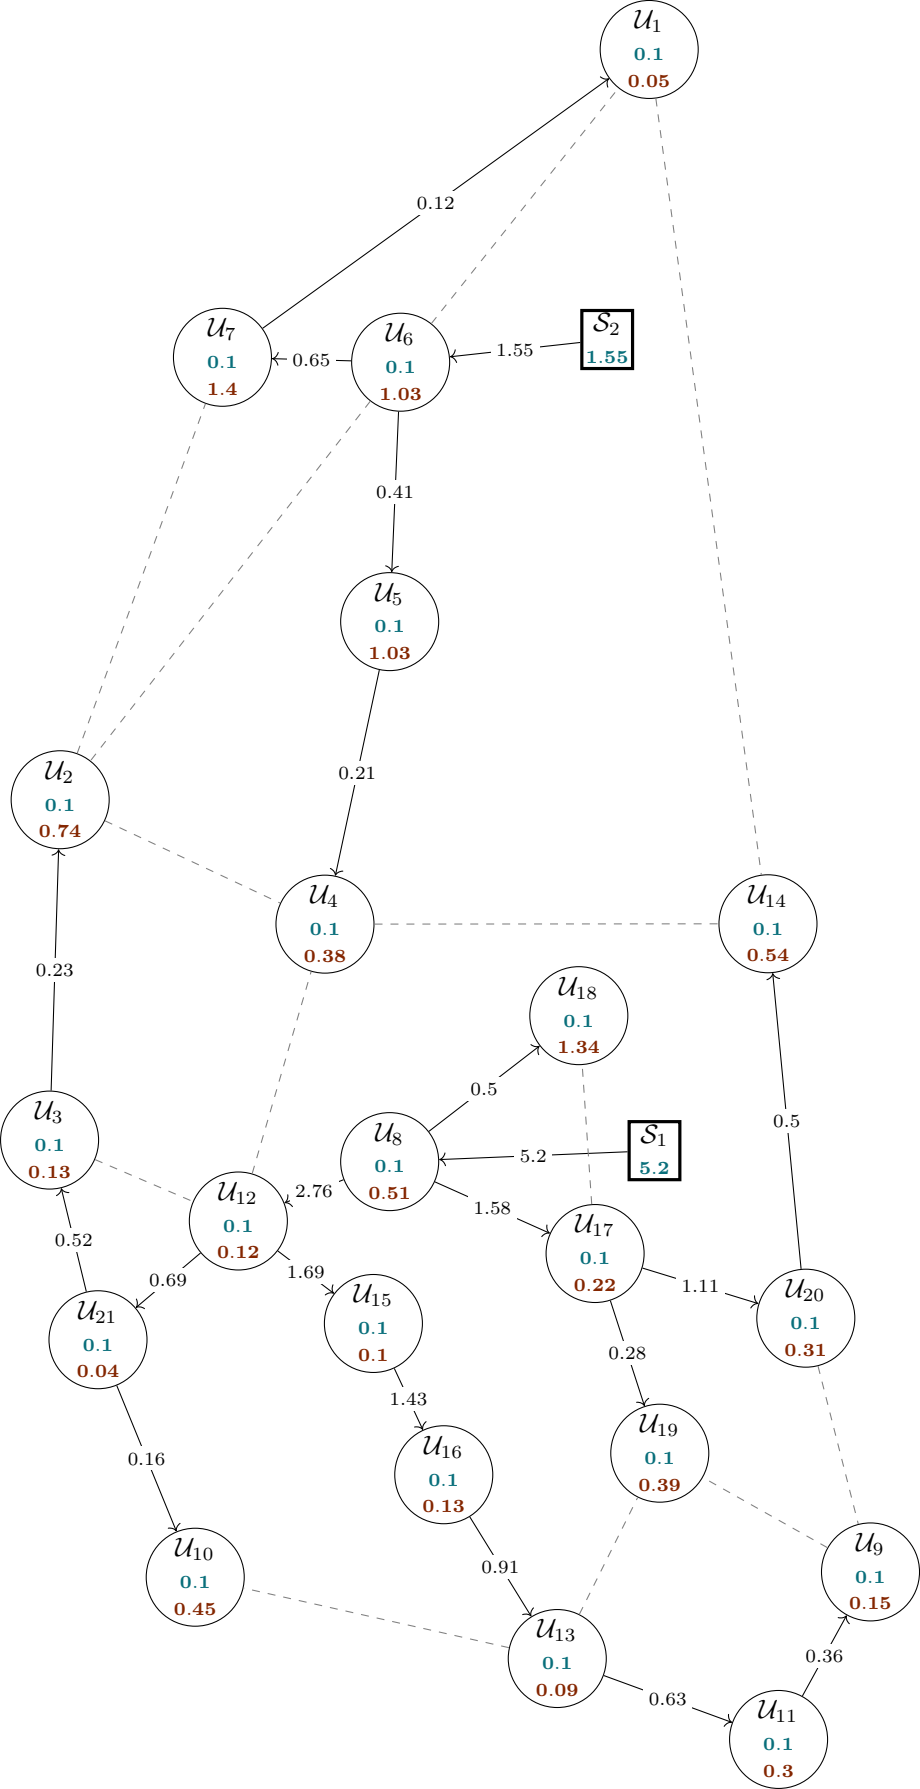 𝒰₁
0.1
0.05
0.12
𝒰₇
0.1
1.4
0.65
𝒰₆
0.1
1.03
1.55
𝒮₂
1.55
0.41
𝒰₅
0.1
1.03
0.21
𝒰₂
0.1
0.74
𝒰₄
0.1
0.38
𝒰₁₄
0.1
0.54
0.23
𝒰₁₈
0.1
1.34
0.5
0.5
𝒰₃
0.1
0.13
𝒰₈
0.1
0.51
5.2
𝒮₁
5.2
𝒰₁₂
0.1
0.12
2.76
1.58
𝒰₁₇
0.1
0.22
0.52
0.69
1.69
1.11
𝒰₂₁
0.1
0.04
𝒰₁₅
0.1
0.1
𝒰₂₀
0.1
0.31
0.28
1.43
0.16
𝒰₁₆
0.1
0.13
𝒰₁₉
0.1
0.39
0.91
𝒰₁₀
0.1
0.45
𝒰₉
0.1
0.15
𝒰₁₃
0.1
0.09
0.36
0.63
𝒰₁₁
0.1
0.3